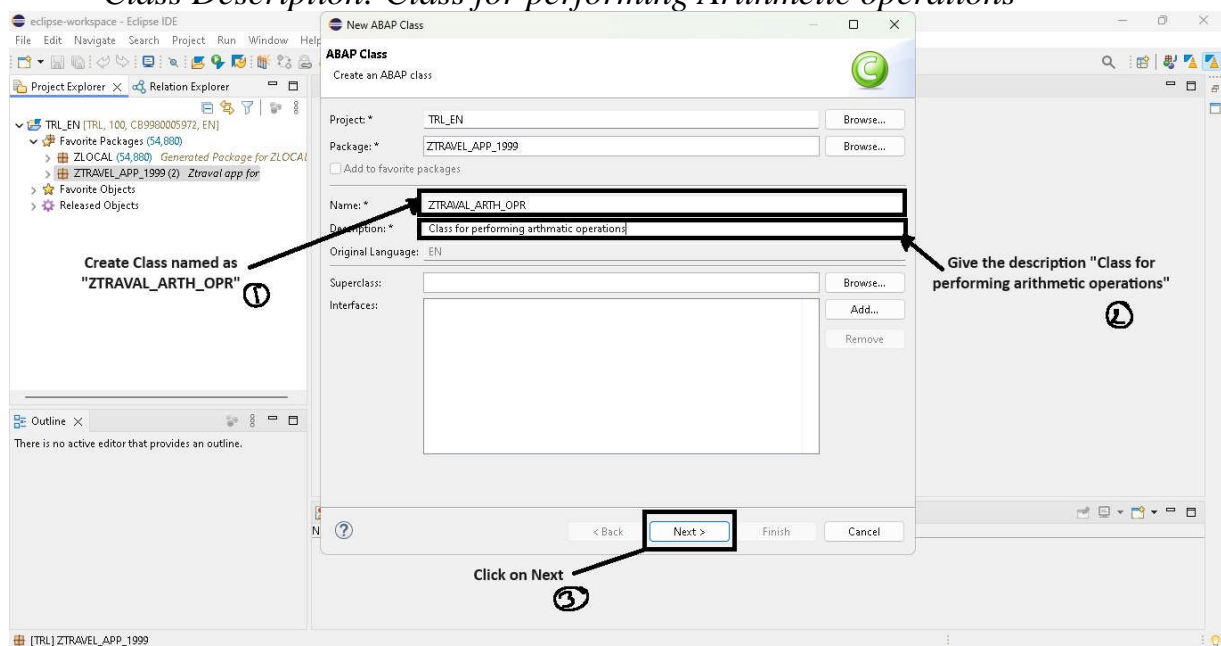 Class Description: Class for performing Arithmetic operations
eclipse-workspace - Eclipse IDE
File Edit Navigate Search Project Run Window Help
Project Explorer
Relation Explorer
TRL_EN [TRL, 100, CB9980005972, EN]
Favorite Packages (54,880)
ZLOCAL (54,880) Generated Package for ZLOCAL
ZTRAVEL_APP_1999 (2) Ztraval app for
Favorite Objects
Released Objects
New ABAP Class
ABAP Class
Create an ABAP class
Project: * TRL_EN Browse...
Package: * ZTRAVEL_APP_1999 Browse...
Add to favorite packages
Name: * ZTRAVAL_ARTH_OPR
Description: * Class for performing arthmatic operations
Original Language: EN
Superclass: Browse...
Interfaces: Add...
Remove
Create Class named as
"ZTRAVAL_ARTH_OPR"
1
Give the description "Class for
performing arithmetic operations"
2
Outline
There is no active editor that provides an outline.
< Back Next > Finish Cancel
Click on Next
3
[TRL] ZTRAVEL_APP_1999